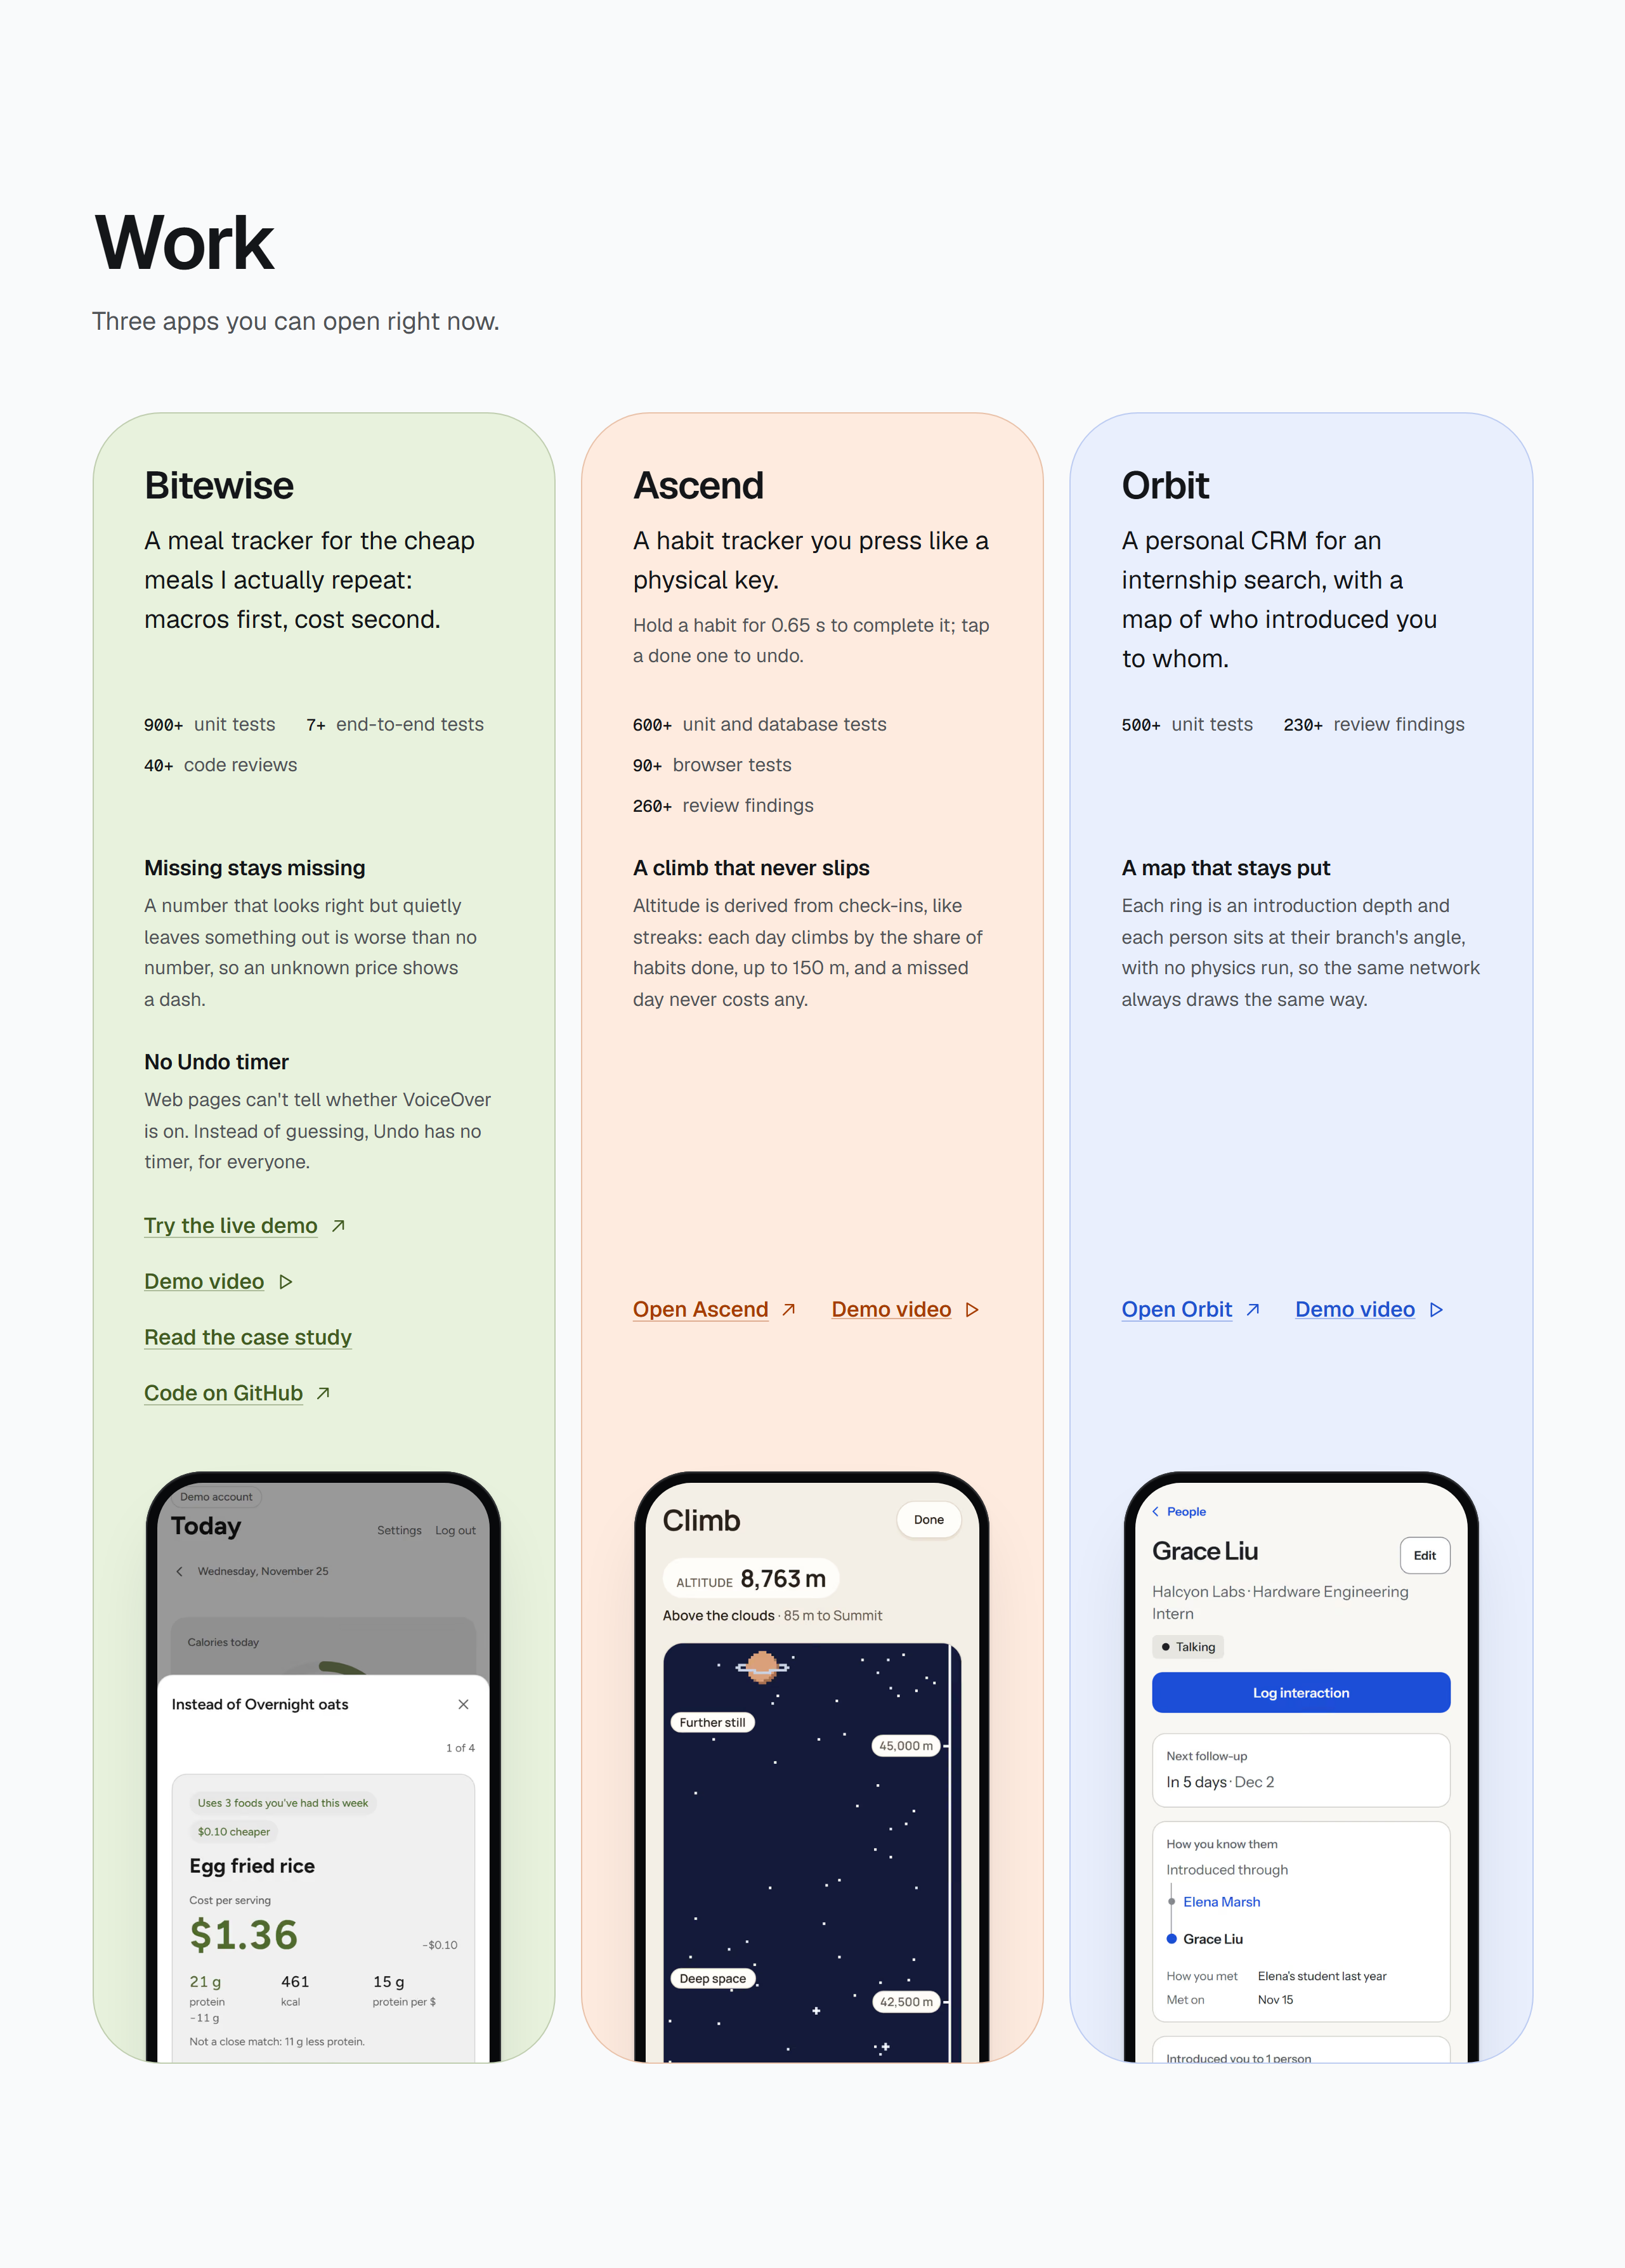 Work
Three apps you can open right now.
Bitewise
A meal tracker for the cheap
meals I actually repeat:
macros first, cost second.
900+ unit tests 7+ end-to-end tests
40+ code reviews
Missing stays missing
A number that looks right but quietly
leaves something out is worse than no
number, so an unknown price shows
a dash.
No Undo timer
Web pages can't tell whether VoiceOver
is on. Instead of guessing, Undo has no
timer, for everyone.
Try the live demo
Demo video
Read the case study
Code on GitHub
Demo account
Today
Settings Log out
Wednesday, November 25
Calories today
Instead of Overnight oats
1 of 4
Uses 3 foods you've had this week
$0.10 cheaper
Egg fried rice
Cost per serving
$1.36
−$0.10
21 g 461 15 g
protein kcal protein per $
−11 g
Not a close match: 11 g less protein.
Ascend
A habit tracker you press like a
physical key.
Hold a habit for 0.65 s to complete it; tap
a done one to undo.
600+ unit and database tests
90+ browser tests
260+ review findings
A climb that never slips
Altitude is derived from check-ins, like
streaks: each day climbs by the share of
habits done, up to 150 m, and a missed
day never costs any.
Open Ascend Demo video
Climb
Done
ALTITUDE 8,763 m
Above the clouds · 85 m to Summit
Further still
45,000 m
Deep space
42,500 m
Orbit
A personal CRM for an
internship search, with a
map of who introduced you
to whom.
500+ unit tests 230+ review findings
A map that stays put
Each ring is an introduction depth and
each person sits at their branch's angle,
with no physics run, so the same network
always draws the same way.
Open Orbit Demo video
People
Grace Liu
Edit
Halcyon Labs · Hardware Engineering
Intern
Talking
Log interaction
Next follow-up
In 5 days · Dec 2
How you know them
Introduced through
Elena Marsh
Grace Liu
How you met Elena's student last year
Met on Nov 15
Introduced you to 1 person